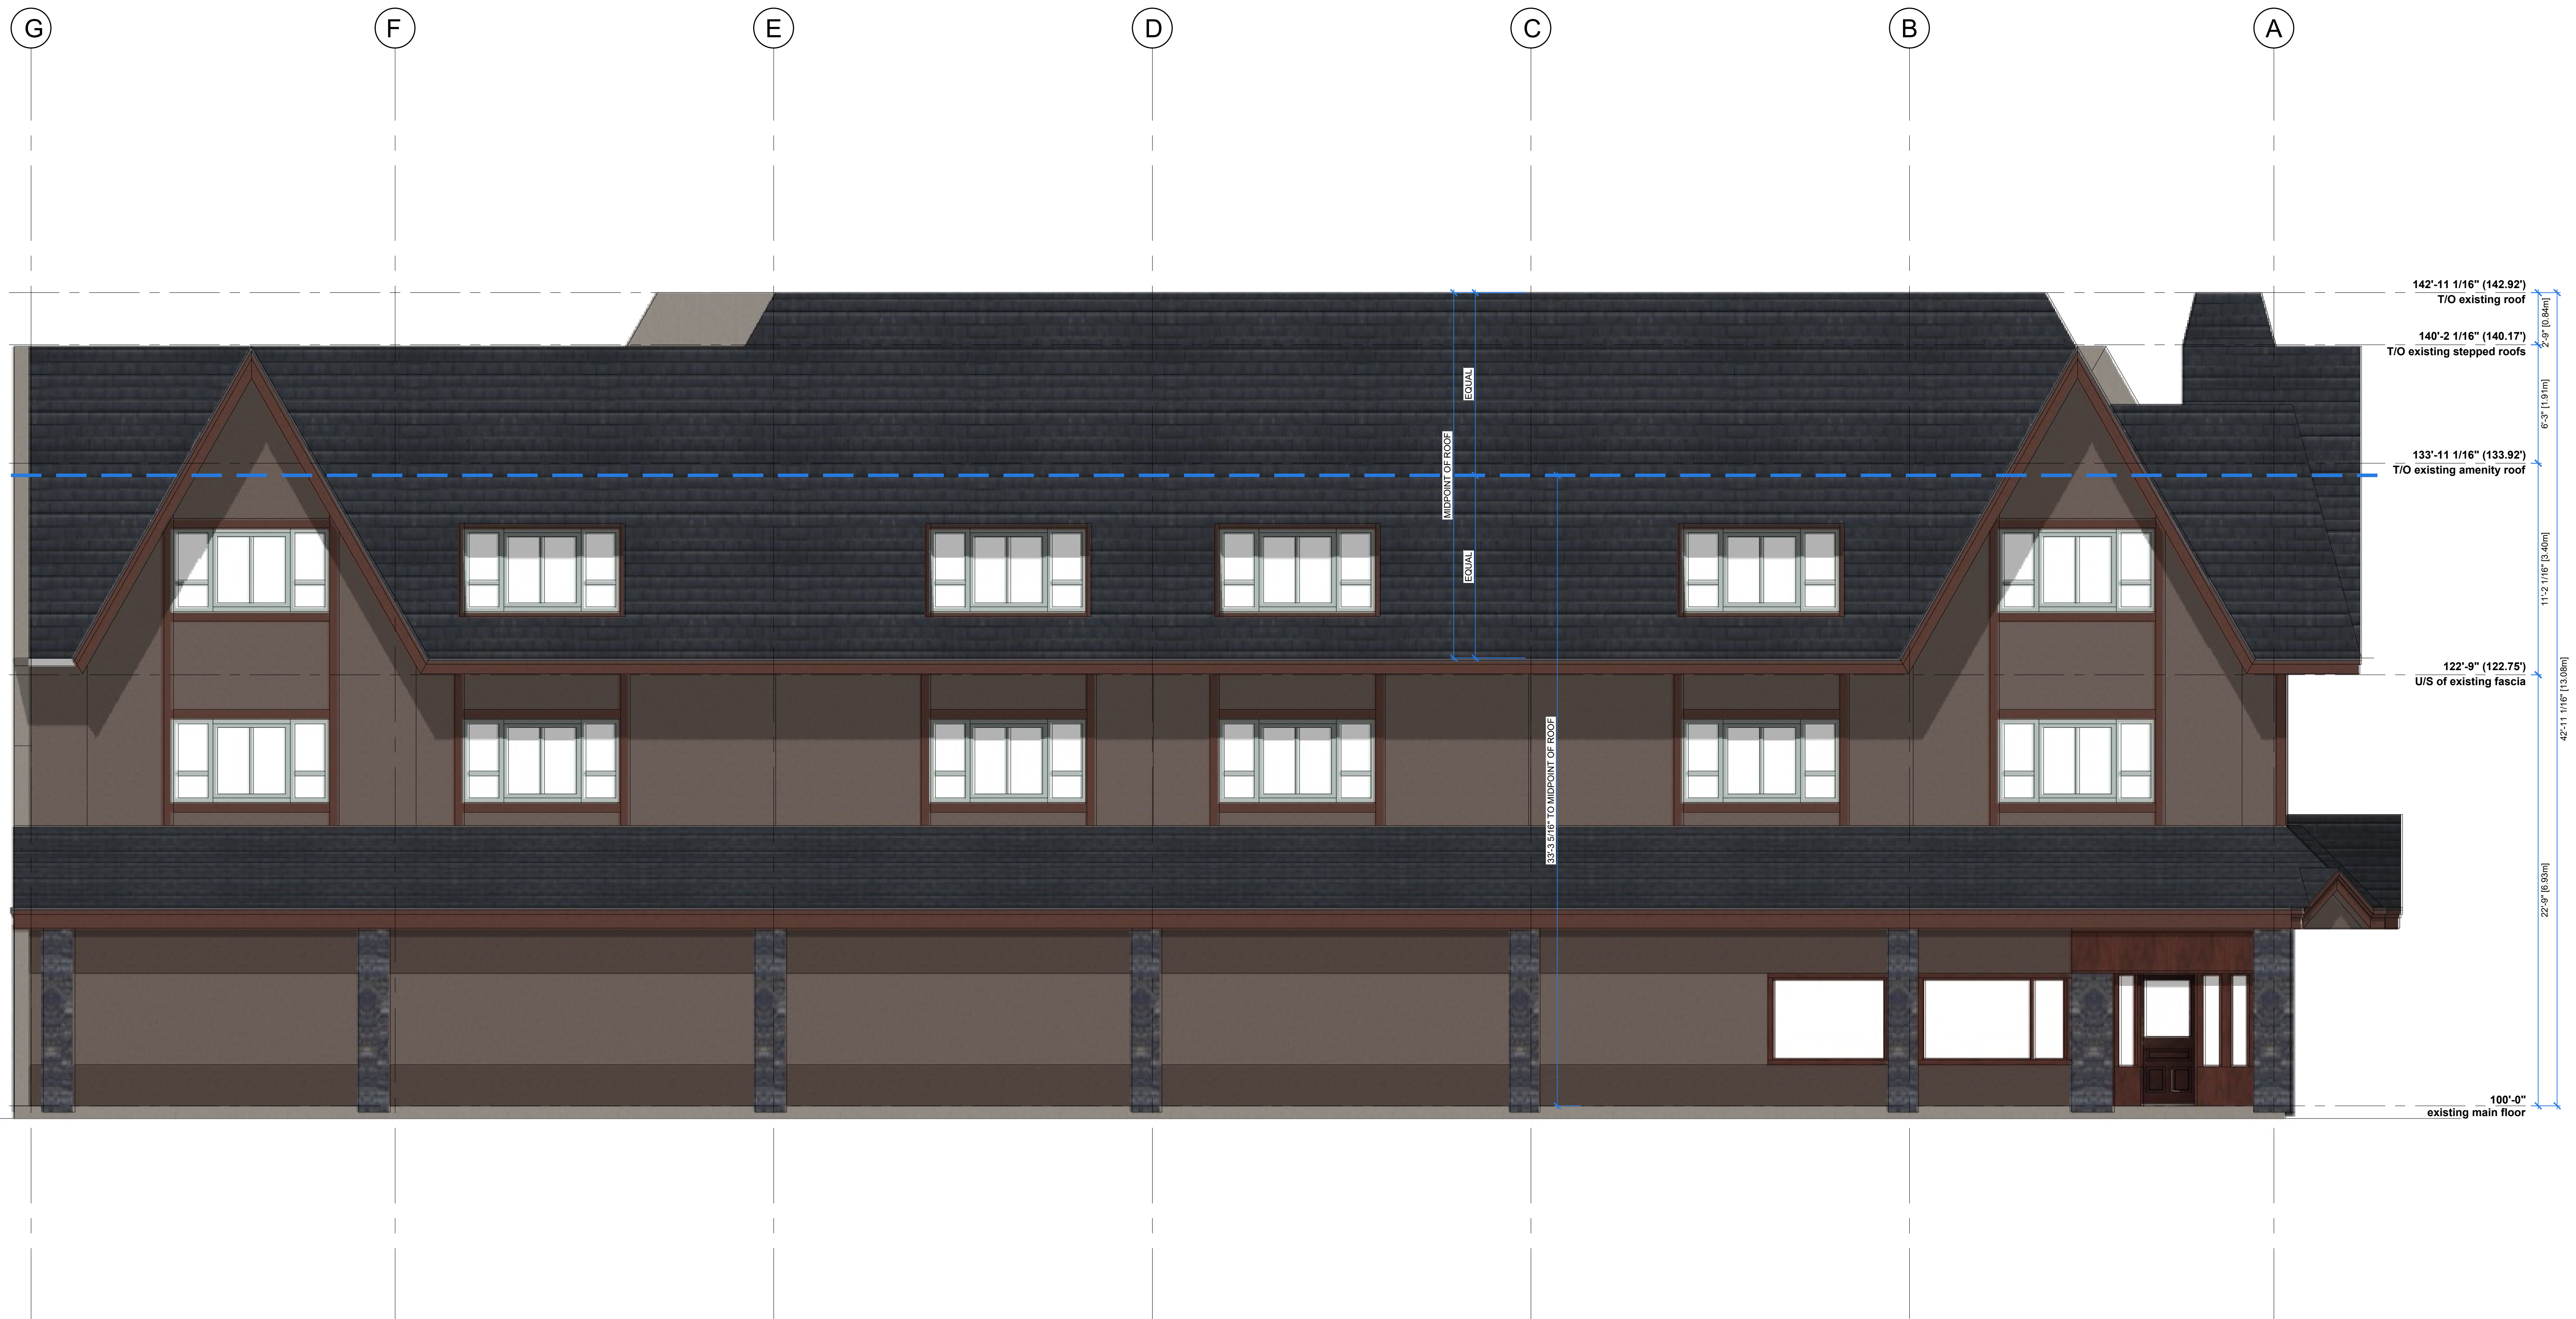 G F E D C B A
142'-11 1/16" (142.92')
T/O existing roof
140'-2 1/16" (140.17')
T/O existing stepped roofs
133'-11 1/16" (133.92')
T/O existing amenity roof
122'-9" (122.75')
U/S of existing fascia
100'-0"
existing main floor
2'-9" [0.84m]
6'-3" [1.91m]
11'-2 1/16" [3.40m]
22'-9" [6.93m]
42'-11 1/16" [13.08m]
MIDPOINT OF ROOF
EQUAL
EQUAL
33'-3 5/16" TO MIDPOINT OF ROOF